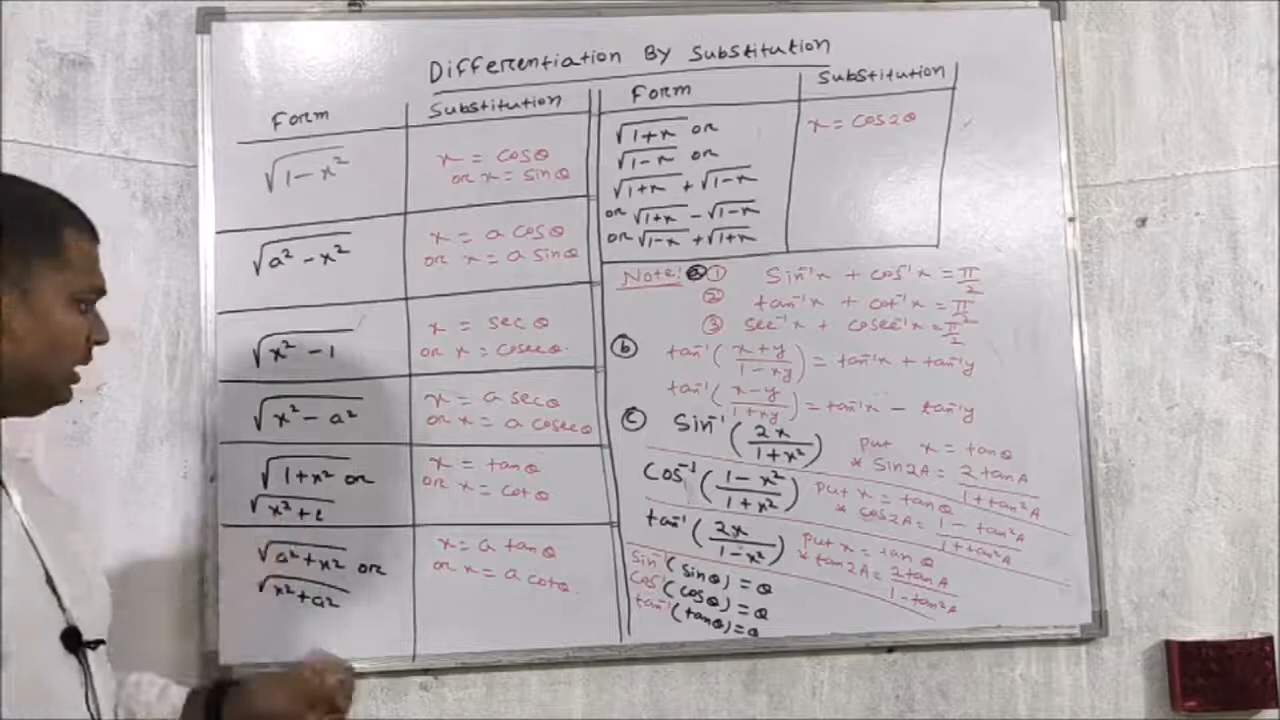 Differentiation By Substitution
Form
Substitution
√1-x²
x = cosθ
or x = sinθ
√a² - x²
x = a cosθ
or x = a sinθ
√x² - 1
x = secθ
or x = cosecθ.
√x² - a²
x = a secθ
or x = a cosecθ
√1+x² or
√x²+1
x = tanθ
or x = cotθ
√a²+x² or
√x²+a²
x = a tanθ
or x = a cotθ.
Form
Substitution
√1+x or
√1-x or
√1+x + √1-x
or √1+x - √1-x
or √1-x + √1+x
x = cos2θ
Note! ⓐ ① Sin⁻¹x + cos⁻¹x = π/2
② tan⁻¹x + cot⁻¹x = π/2
③ sec⁻¹x + cosec⁻¹x = π/2
ⓑ tan⁻¹(x+y/1-xy) = tan⁻¹x + tan⁻¹y
tan⁻¹(x-y/1+xy) = tan⁻¹x - tan⁻¹y
ⓒ Sin⁻¹(2x/1+x²) put x = tanθ
* Sin2A = 2tanA/1+tan²A
Cos⁻¹(1-x²/1+x²) put x = tanθ
* cos2A = 1-tan²A/1+tan²A
tan⁻¹(2x/1-x²) put x = tanθ
* tan2A = 2tanA/1-tan²A
Sin⁻¹(sinθ) = θ
Cos⁻¹(cosθ) = θ
tan⁻¹(tanθ) = θ